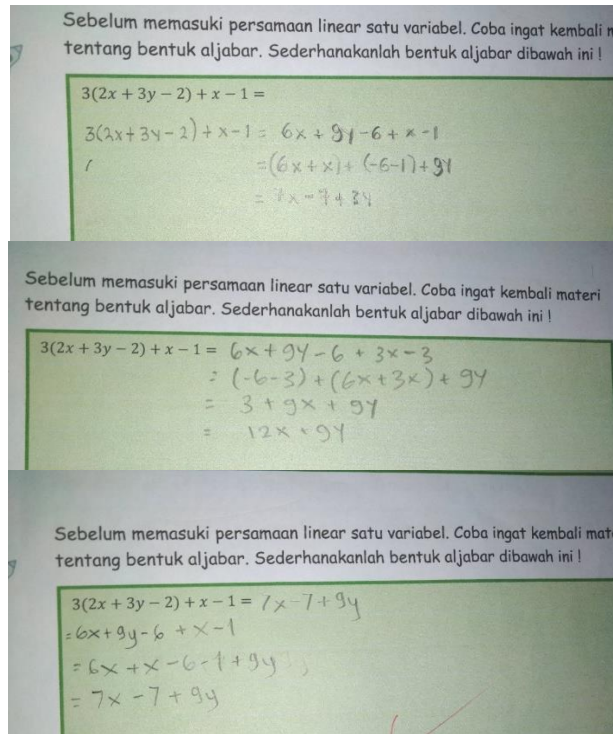 Sebelum memasuki persamaan linear satu variabel. Coba ingat kembali
tentang bentuk aljabar. Sederhanakanlah bentuk aljabar dibawah ini !
3(2x + 3y − 2) + x − 1 =
3(2x+3y-2)+x-1 = 6x+9y-6+x-1
=(6x+x)+(-6-1)+9y
= 7x-7+3y
Sebelum memasuki persamaan linear satu variabel. Coba ingat kembali materi
tentang bentuk aljabar. Sederhanakanlah bentuk aljabar dibawah ini !
3(2x + 3y − 2) + x − 1 = 6x+9y-6+3x-3
= (-6-3)+(6x+3x)+9y
= 3+9x+9y
= 12x+9y
Sebelum memasuki persamaan linear satu variabel. Coba ingat kembali mat
tentang bentuk aljabar. Sederhanakanlah bentuk aljabar dibawah ini !
3(2x + 3y − 2) + x − 1 = 7x-7+9y
=6x+9y-6+x-1
=6x+x-6-1+9y
=7x-7+9y